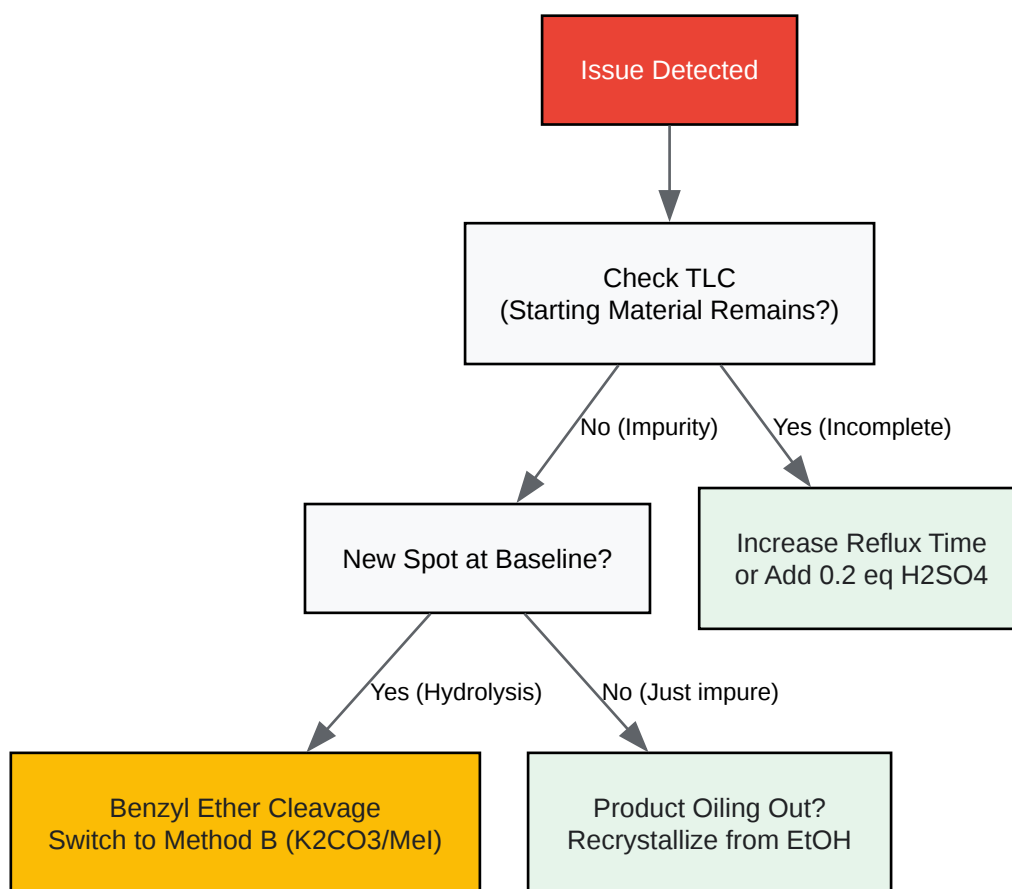 Issue Detected
Check TLC
(Starting Material Remains?)
No (Impurity)
Yes (Incomplete)
New Spot at Baseline?
Increase Reflux Time
or Add 0.2 eq H2SO4
Yes (Hydrolysis)
No (Just impure)
Benzyl Ether Cleavage
Switch to Method B (K2CO3/MeI)
Product Oiling Out?
Recrystallize from EtOH